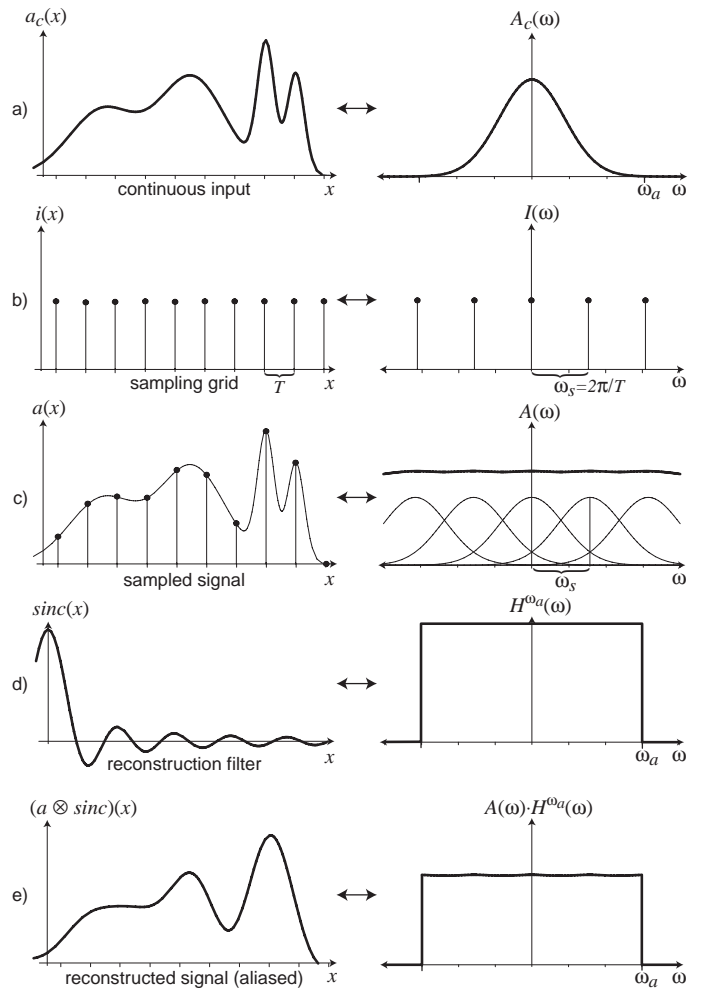 a_c(x) A_c(ω)
a)
continuous input x ω_a ω
i(x) I(ω)
b)
sampling grid T x ω_s=2π/T ω
a(x) A(ω)
c)
sampled signal x ω_s ω
sinc(x) H^{ω_a}(ω)
d)
reconstruction filter x ω_a ω
(a ⊗ sinc)(x) A(ω)·H^{ω_a}(ω)
e)
reconstructed signal (aliased) x ω_a ω